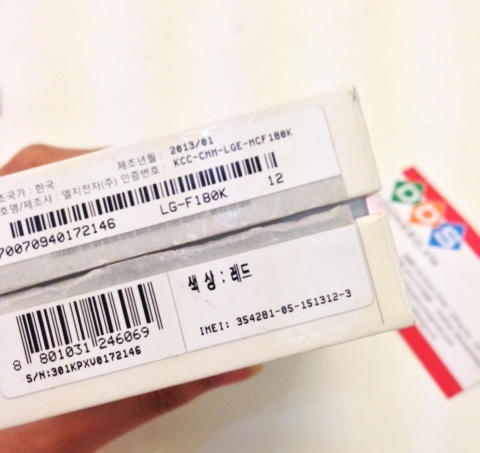 제조년월 : 2013/01
조국가 : 한국
호명/제조사 : 엘지전자(주) 인증번호 : KCC-CMM-LGE-MCF180K
70070940172146
LG-F180K
12
색상 : 레드
8 801031 246069
S/N:301KPXV0172146
IMEI: 354281-05-151312-3
DDS